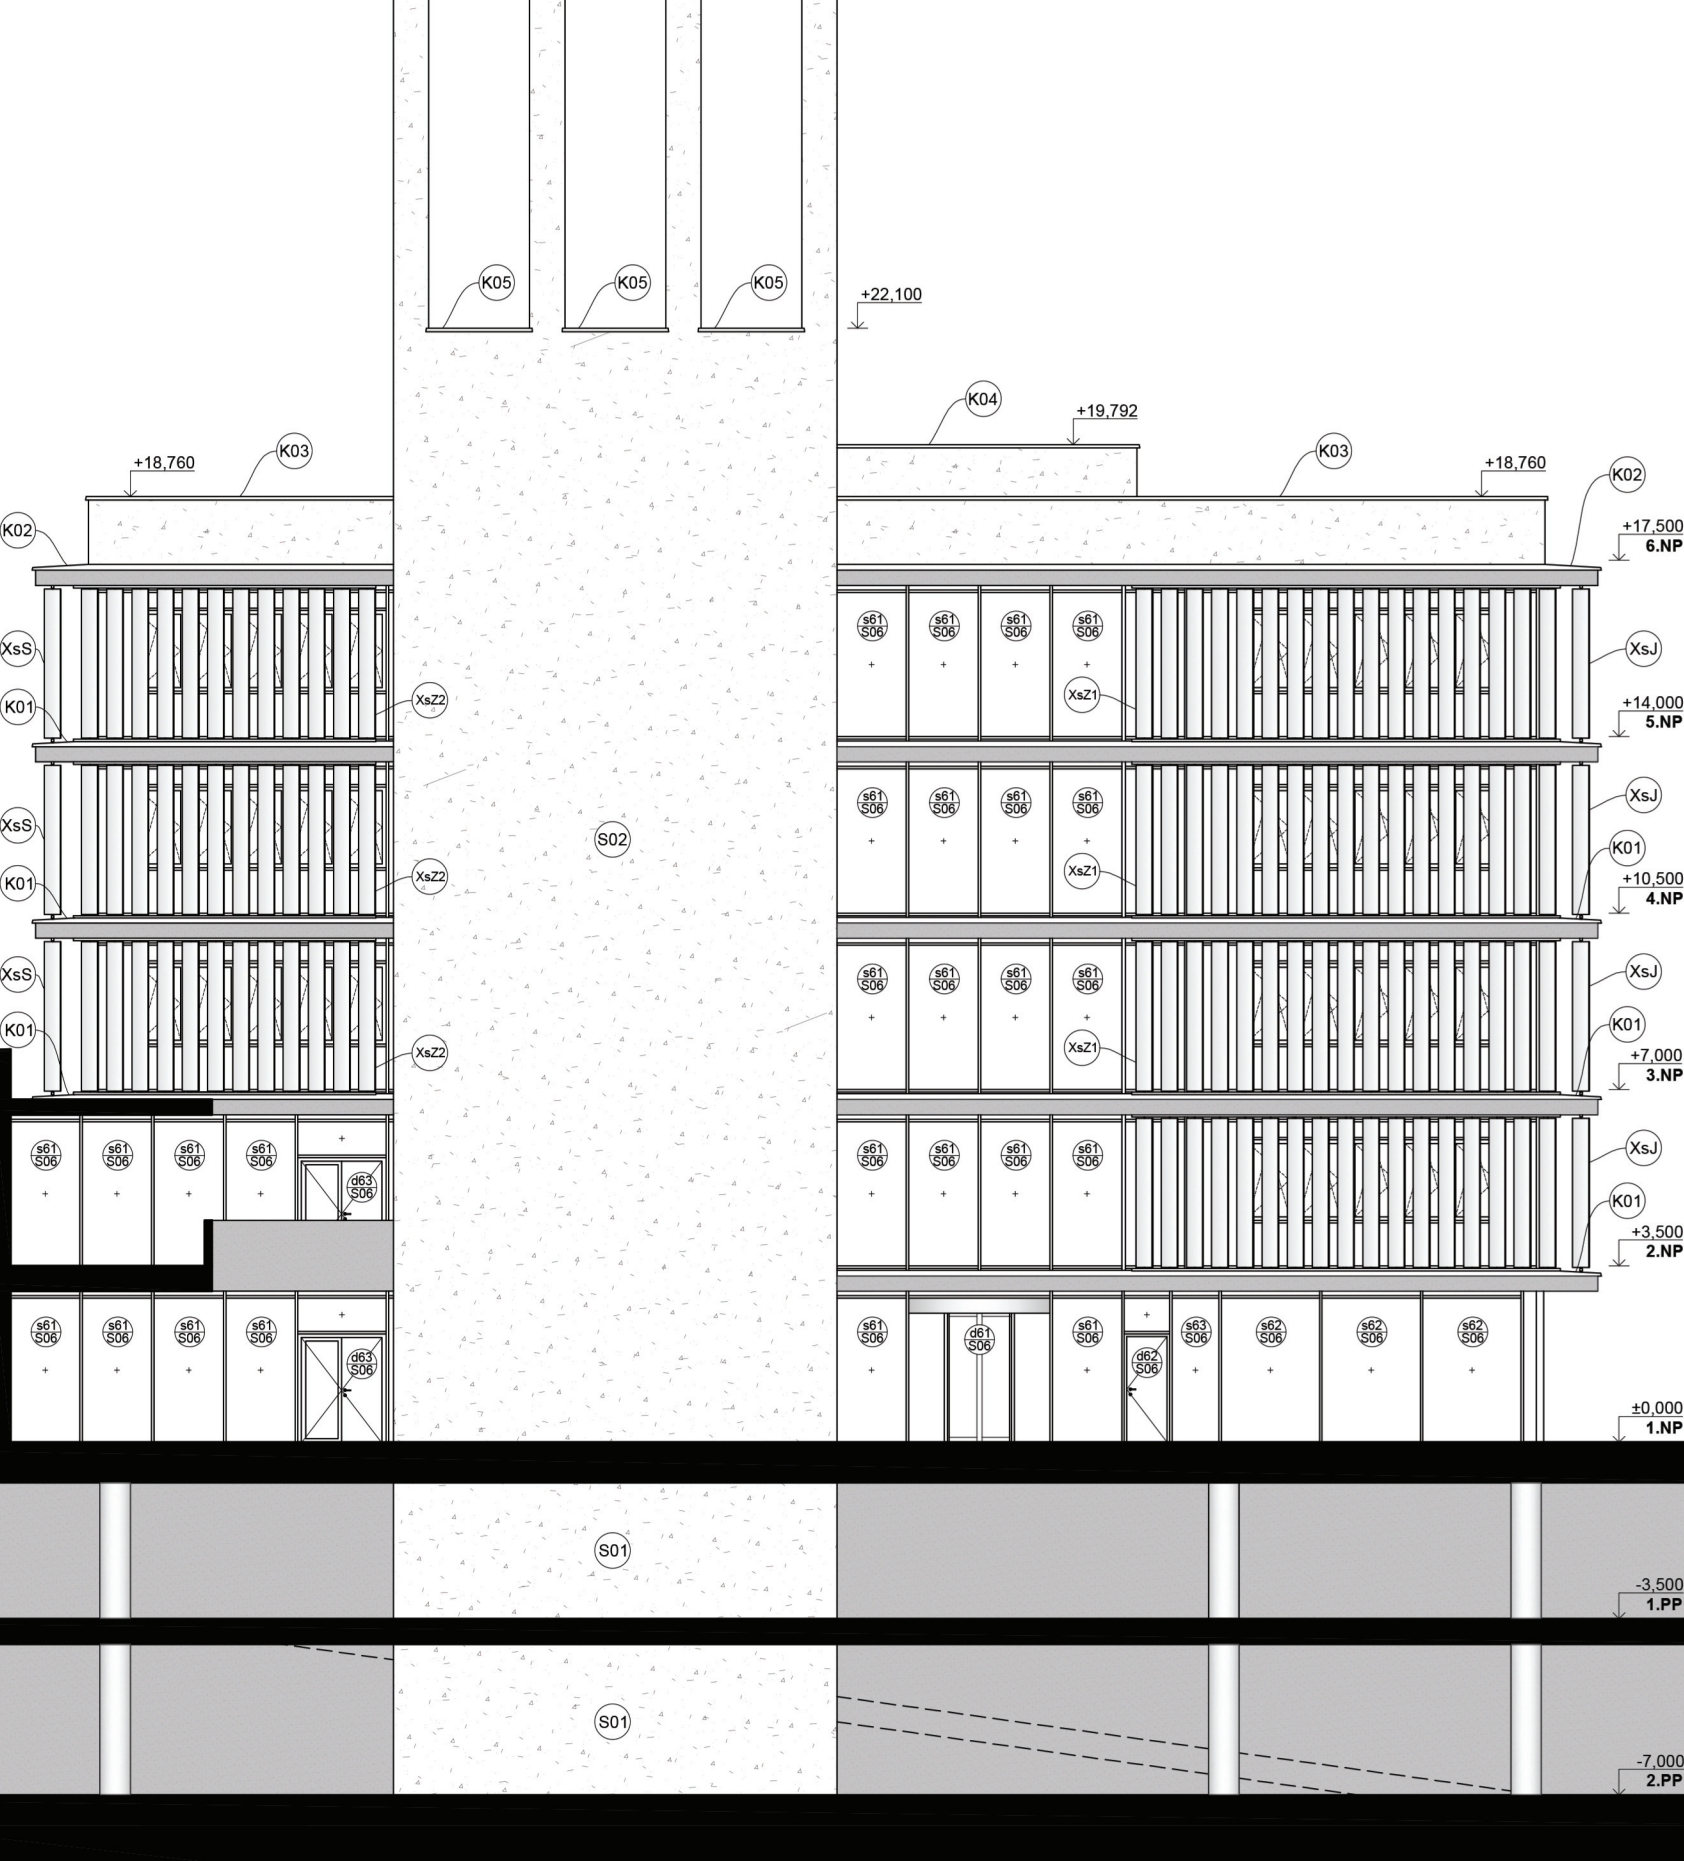 K05 K05 K05
+22,100
K04
+19,792
K03 K03
+18,760 +18,760
K02
+17,500
6.NP
K02
s61 s61 s61 s61
S06 S06 S06 S06
XsS XsJ
XsZ2 XsZ1
K01
+14,000
5.NP
s61 s61 s61 s61
S06 S06 S06 S06
XsJ
XsS
S02
K01
XsZ2 XsZ1
K01
+10,500
4.NP
s61 s61 s61 s61
S06 S06 S06 S06
XsS XsJ
K01 K01
XsZ2 XsZ1
+7,000
3.NP
s61 s61 s61 s61 s61 s61 s61 s61
S06 S06 S06 S06 S06 S06 S06 S06
XsJ
d63
S06
K01
+3,500
2.NP
s61 s61 s61 s61 s61 d61 s61 s63 s62 s62 s62
S06 S06 S06 S06 S06 S06 S06 S06 S06 S06 S06
d63 d62
S06 S06
±0,000
1.NP
S01
-3,500
1.PP
S01
-7,000
2.PP